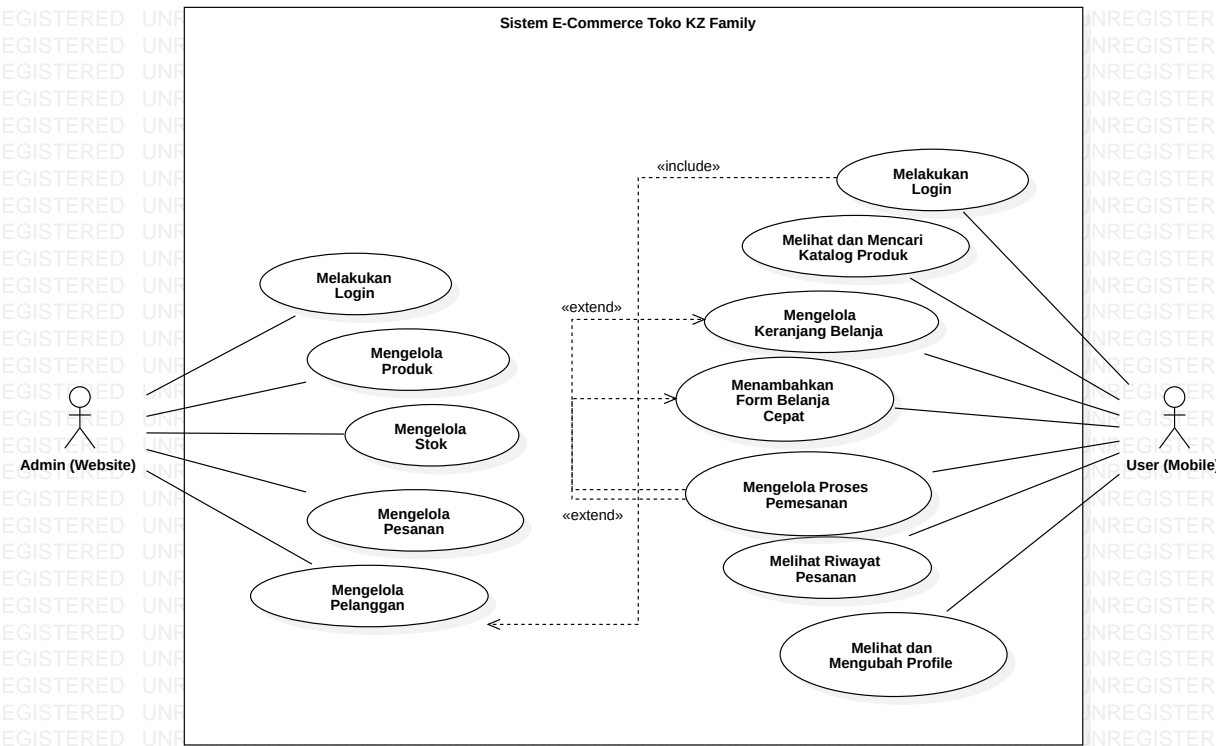 Sistem E-Commerce Toko KZ Family
«include»
Melakukan
Login
Melihat dan Mencari
Katalog Produk
Melakukan
Login
«extend»
Mengelola
Keranjang Belanja
Mengelola
Produk
Menambahkan
Form Belanja
Cepat
Mengelola
Stok
Admin (Website)
User (Mobile)
Mengelola Proses
Pemesanan
«extend»
Mengelola
Pesanan
Melihat Riwayat
Pesanan
Mengelola
Pelanggan
Melihat dan
Mengubah Profile